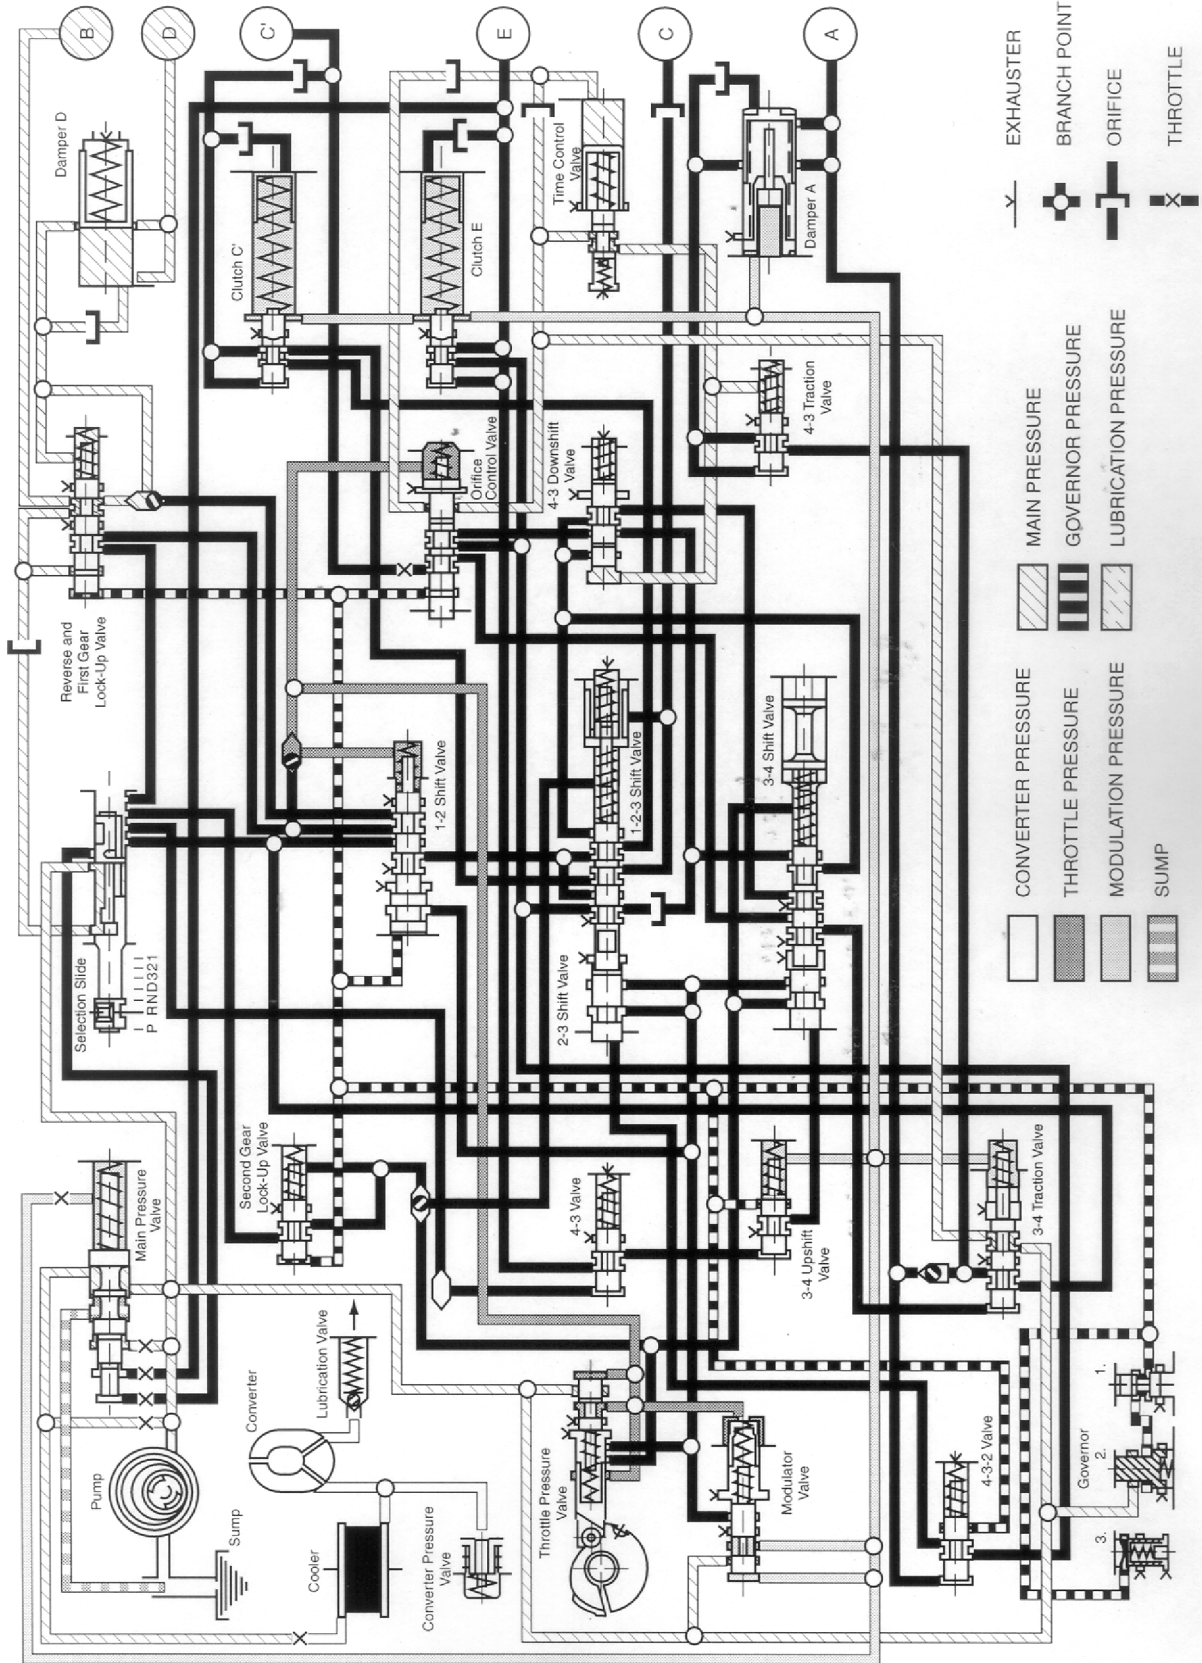 B
D
C'
E
C
A
Damper D
Clutch C'
Clutch E
Time Control
Valve
Damper A
Reverse and
First Gear
Lock-Up Valve
Orifice
Control Valve
4-3 Downshift
Valve
4-3 Traction
Valve
Selection Slide
P RND321
1-2 Shift Valve
1-2-3 Shift Valve
2-3 Shift Valve
3-4 Shift Valve
Main Pressure
Valve
Second Gear
Lock-Up Valve
4-3 Valve
3-4 Upshift
Valve
3-4 Traction Valve
Pump
Sump
Converter
Lubrication Valve
Cooler
Converter Pressure
Valve
Throttle Pressure
Valve
Modulator
Valve
4-3-2 Valve
Governor
1.
2.
3.
CONVERTER PRESSURE
THROTTLE PRESSURE
MODULATION PRESSURE
SUMP
MAIN PRESSURE
GOVERNOR PRESSURE
LUBRICATION PRESSURE
EXHAUSTER
BRANCH POINT
ORIFICE
THROTTLE